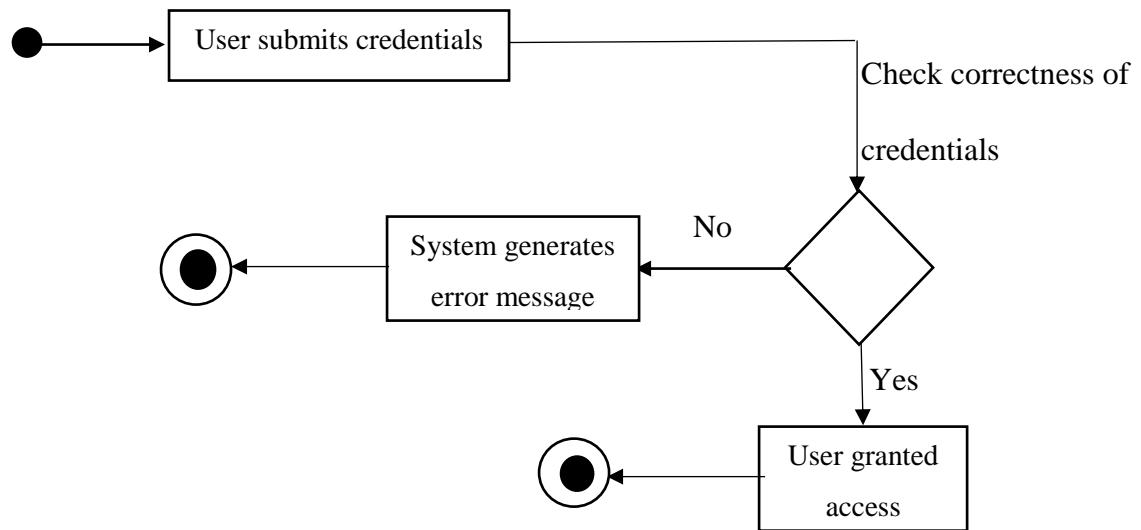 User submits credentials
Check correctness of
credentials
No
System generates
error message
Yes
User granted
access